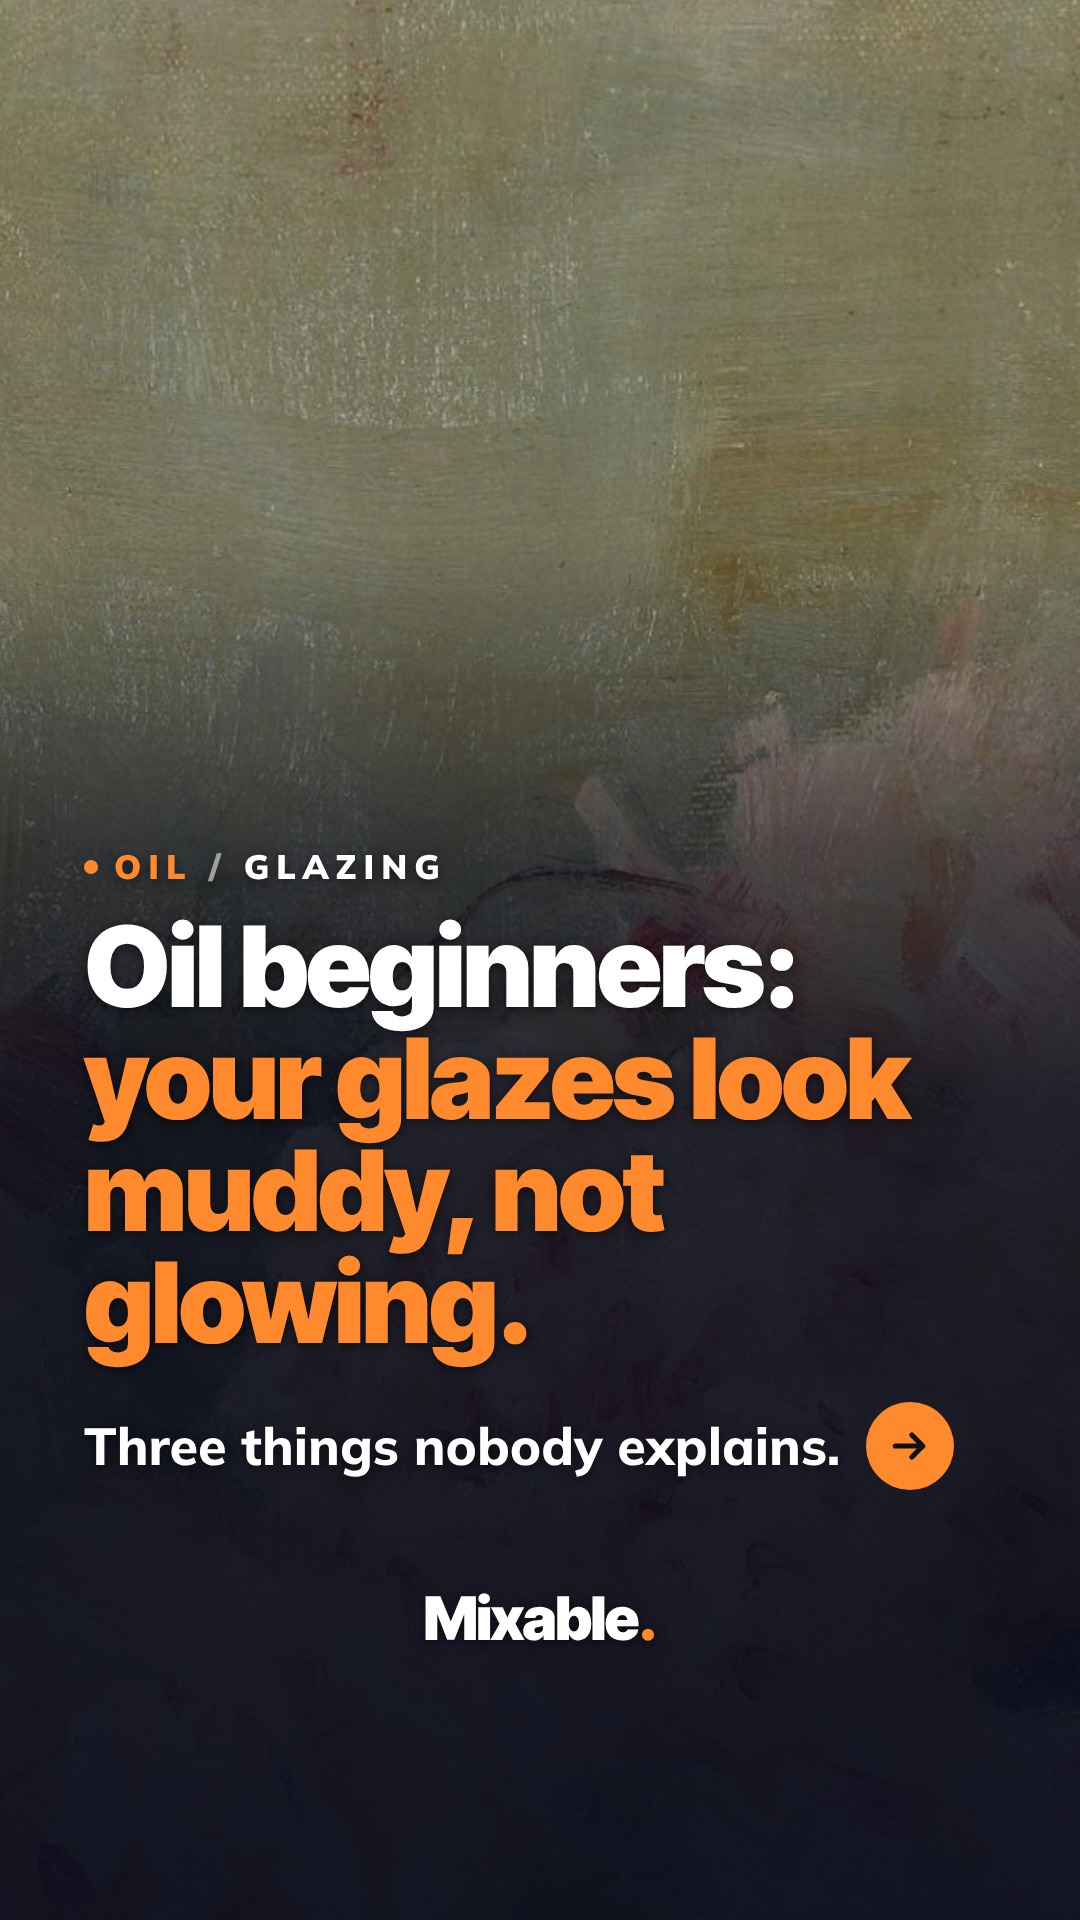 • OIL / GLAZING
Oil beginners:
your glazes look
muddy, not
glowing.
Three things nobody explains. →
Mixable.